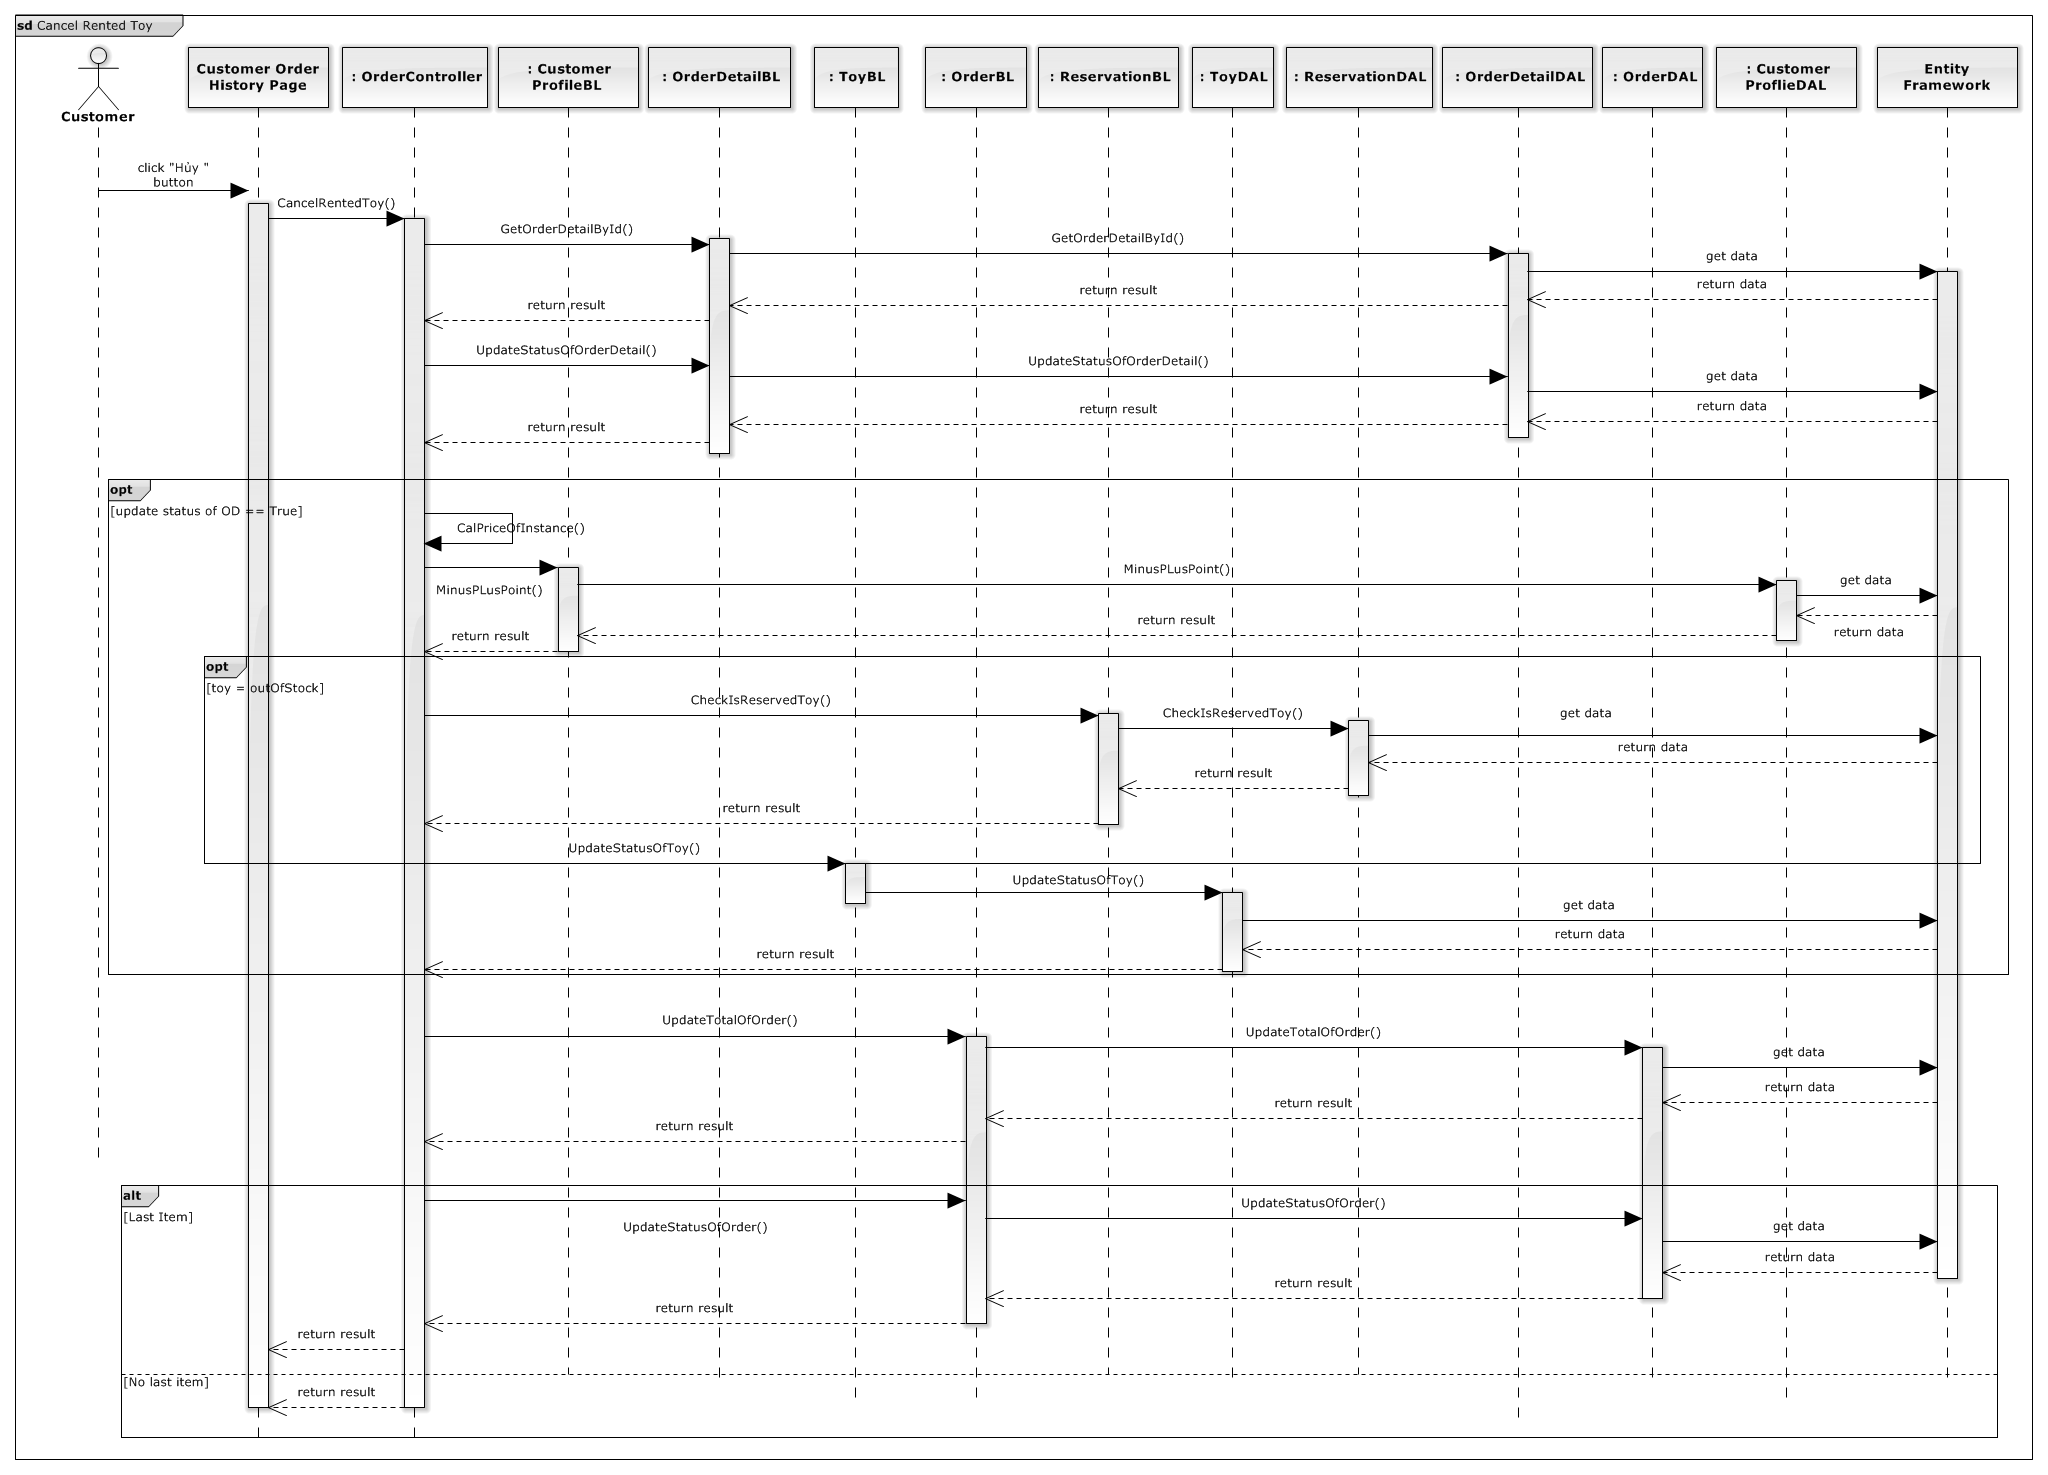 sd Cancel Rented Toy
Customer
Customer Order
History Page
: OrderController
: Customer
ProfileBL
: OrderDetailBL
: ToyBL
: OrderBL
: ReservationBL
: ToyDAL
: ReservationDAL
: OrderDetailDAL
: OrderDAL
: Customer
ProflieDAL
Entity
Framework
click "Hủy "
button
CancelRentedToy()
GetOrderDetailById()
GetOrderDetailById()
get data
return data
return result
return result
UpdateStatusOfOrderDetail()
UpdateStatusOfOrderDetail()
get data
return data
return result
return result
opt
[update status of OD == True]
CalPriceOfInstance()
MinusPLusPoint()
MinusPLusPoint()
get data
return data
return result
return result
opt
[toy = outOfStock]
CheckIsReservedToy()
CheckIsReservedToy()
get data
return data
return result
return result
UpdateStatusOfToy()
UpdateStatusOfToy()
get data
return data
return result
UpdateTotalOfOrder()
UpdateTotalOfOrder()
get data
return data
return result
return result
alt
[Last Item]
UpdateStatusOfOrder()
UpdateStatusOfOrder()
get data
return data
return result
return result
return result
[No last item]
return result